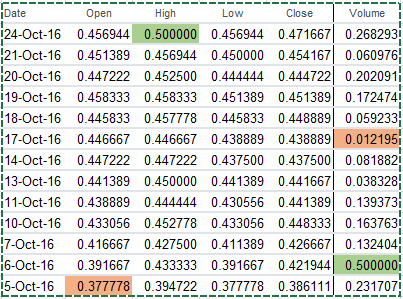 Date Open High Low Close Volume
24-Oct-16 0.456944 0.500000 0.456944 0.471667 0.268293
21-Oct-16 0.451389 0.456944 0.450000 0.454167 0.060976
20-Oct-16 0.447222 0.452500 0.444444 0.444722 0.202091
19-Oct-16 0.458333 0.458333 0.451389 0.451389 0.172474
18-Oct-16 0.445833 0.457778 0.445833 0.448889 0.059233
17-Oct-16 0.446667 0.446667 0.438889 0.438889 0.012195
14-Oct-16 0.447222 0.447222 0.437500 0.437500 0.081882
13-Oct-16 0.441389 0.450000 0.441389 0.441667 0.038328
11-Oct-16 0.438889 0.444444 0.430556 0.441389 0.139373
10-Oct-16 0.433056 0.452778 0.433056 0.448333 0.163763
7-Oct-16 0.416667 0.427500 0.411389 0.426667 0.132404
6-Oct-16 0.391667 0.433333 0.391667 0.421944 0.500000
5-Oct-16 0.377778 0.394722 0.377778 0.386111 0.231707